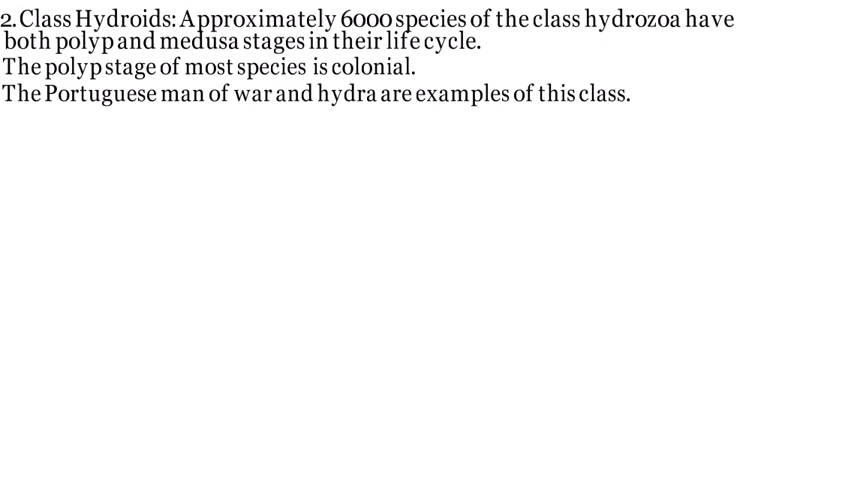 2. Class Hydroids: Approximately 6000 species of the class hydrozoa have
both polyp and medusa stages in their life cycle.
The polyp stage of most species is colonial.
The Portuguese man of war and hydra are examples of this class.